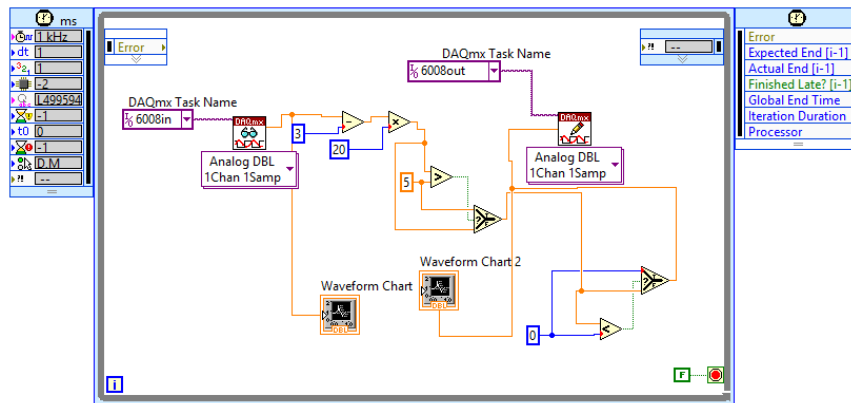 ms
1 kHz
dt 1
1
-2
L499594
-1
t0 0
-1
D.M
?! --
Error
?! --
Error
Expected End [i-1]
Actual End [i-1]
Finished Late? [i-1]
Global End Time
Iteration Duration
Processor
DAQmx Task Name
6008out
DAQmx Task Name
6008in
DAQmx
DAQmx
3
20
Analog DBL
1Chan 1Samp
Analog DBL
1Chan 1Samp
5
Waveform Chart
DBL
Waveform Chart 2
DBL
0
i
F